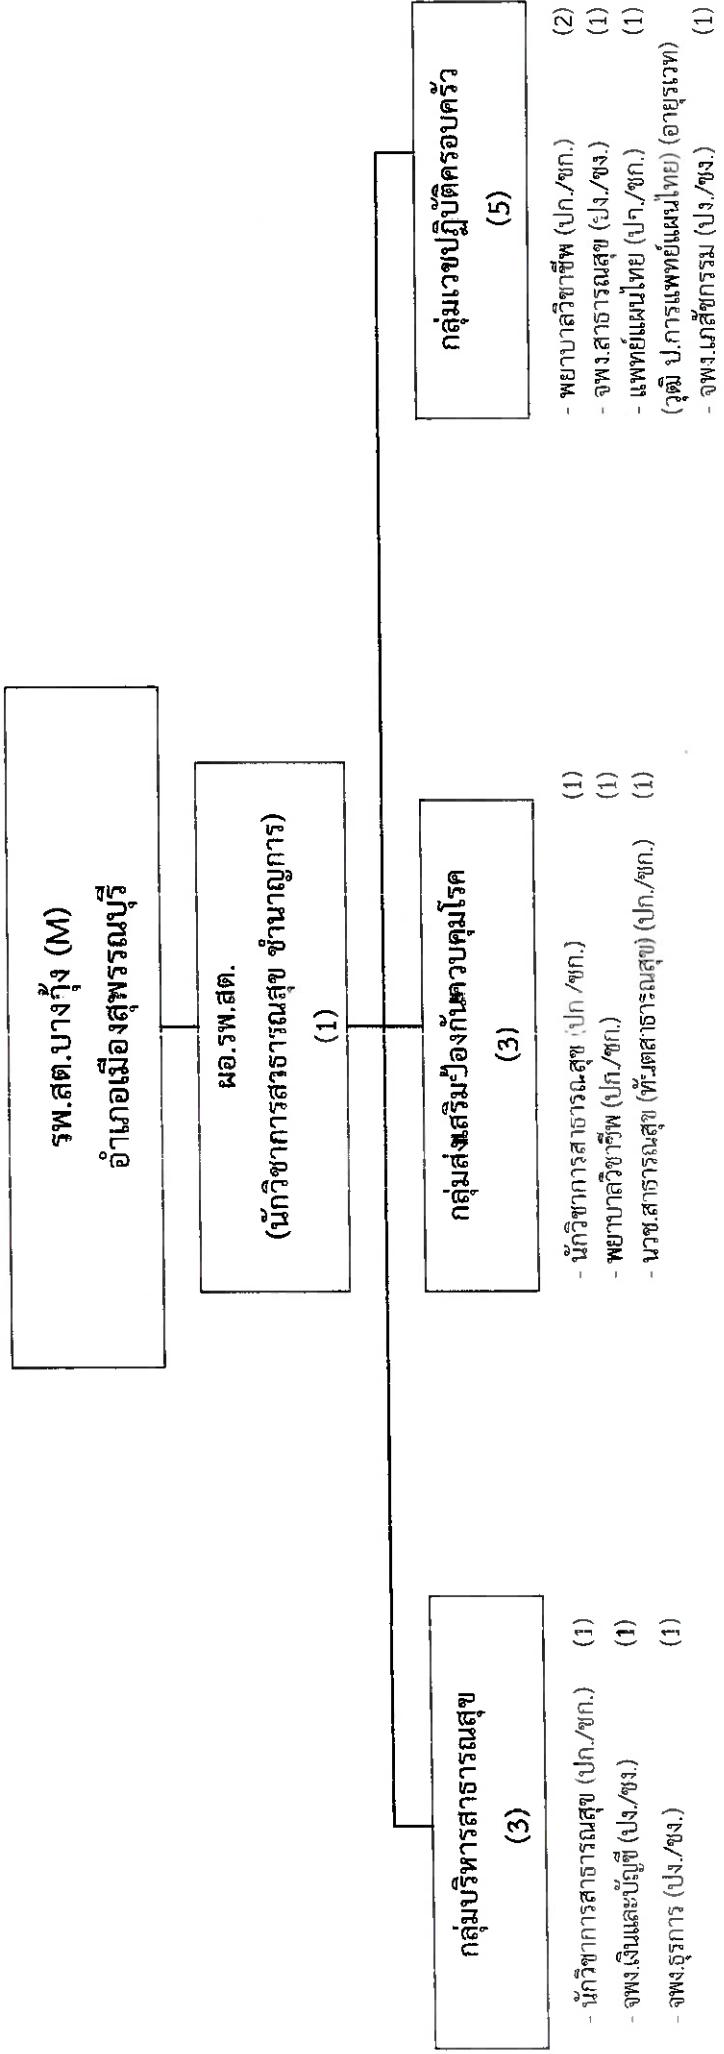 รพ.สต.บางกุ้ง (M)
อำเภอเมืองสุพรรณบุรี
ผอ.รพ.สต.
(นักวิชาการสาธารณสุข ชำนาญการ)
(1)
กลุ่มบริหารสาธารณสุข
(3)
- นักวิชาการสาธารณสุข (ปก./ชก.) (1)
- จพง.เงินและบัญชี (ปง./ชง.) (1)
- จพง.ธุรการ (ปง./ชง.) (1)
กลุ่มส่งเสริมป้องกันควบคุมโรค
(3)
- นักวิชาการสาธารณสุข (ปก./ชก.) (1)
- พยาบาลวิชาชีพ (ปก./ชก.) (1)
- นวช.สาธารณสุข (ทันตสาธารณสุข) (ปก./ชก.) (1)
กลุ่มเวชปฏิบัติครอบครัว
(5)
- พยาบาลวิชาชีพ (ปก./ชก.) (2)
- จพง.สาธารณสุข (ปง./ชง.) (1)
- แพทย์แผนไทย (ปก./ชก.) (1)
(วุฒิ ป.การแพทย์แผนไทย) (อายุรเวท)
- จพง.เภสัชกรรม (ปง./ชง.) (1)